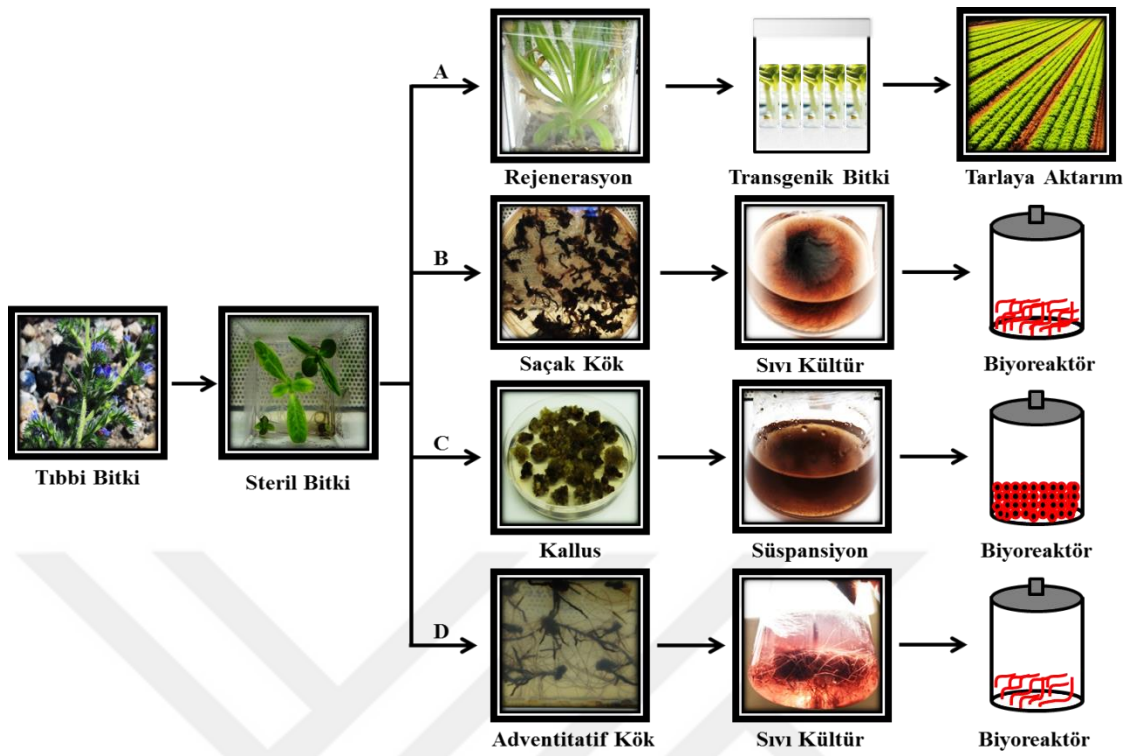 A
Rejenerasyon
Transgenik Bitki
Tarlaya Aktarım
B
Saçak Kök
Sıvı Kültür
Biyoreaktör
Tıbbi Bitki
Steril Bitki
C
Kallus
Süspansiyon
Biyoreaktör
D
Adventitatif Kök
Sıvı Kültür
Biyoreaktör